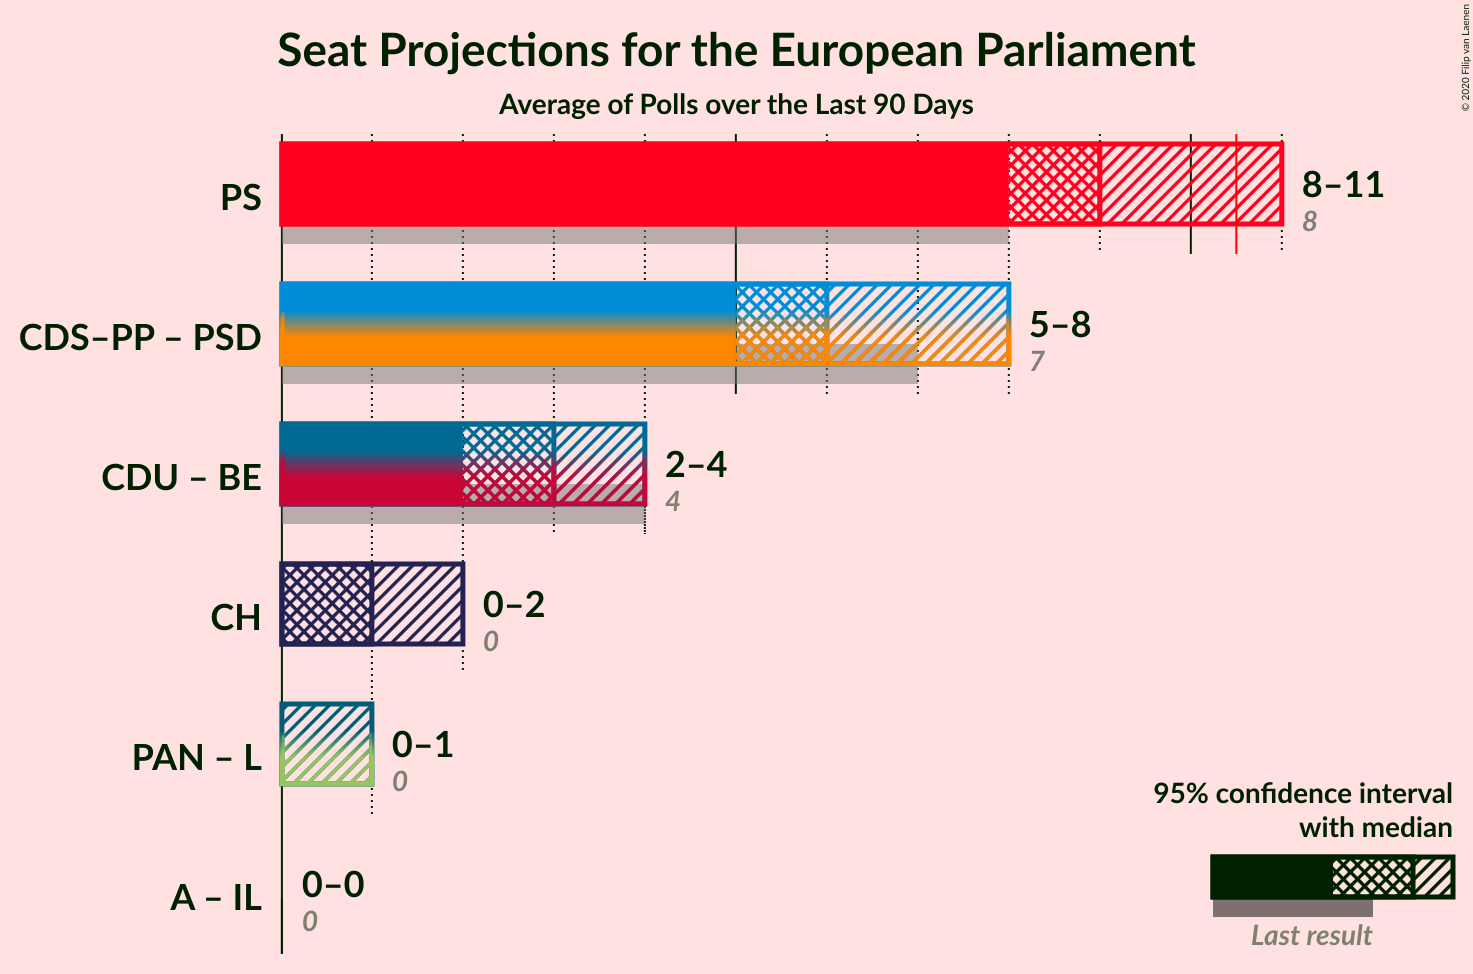 Seat Projections for the European Parliament
Average of Polls over the Last 90 Days
© 2020 Filip van Laenen
PS
8–11
8
CDS–PP – PSD
5–8
7
CDU – BE
2–4
4
CH
0–2
0
PAN – L
0–1
0
A – IL
0–0
0
95% confidence interval
with median
Last result